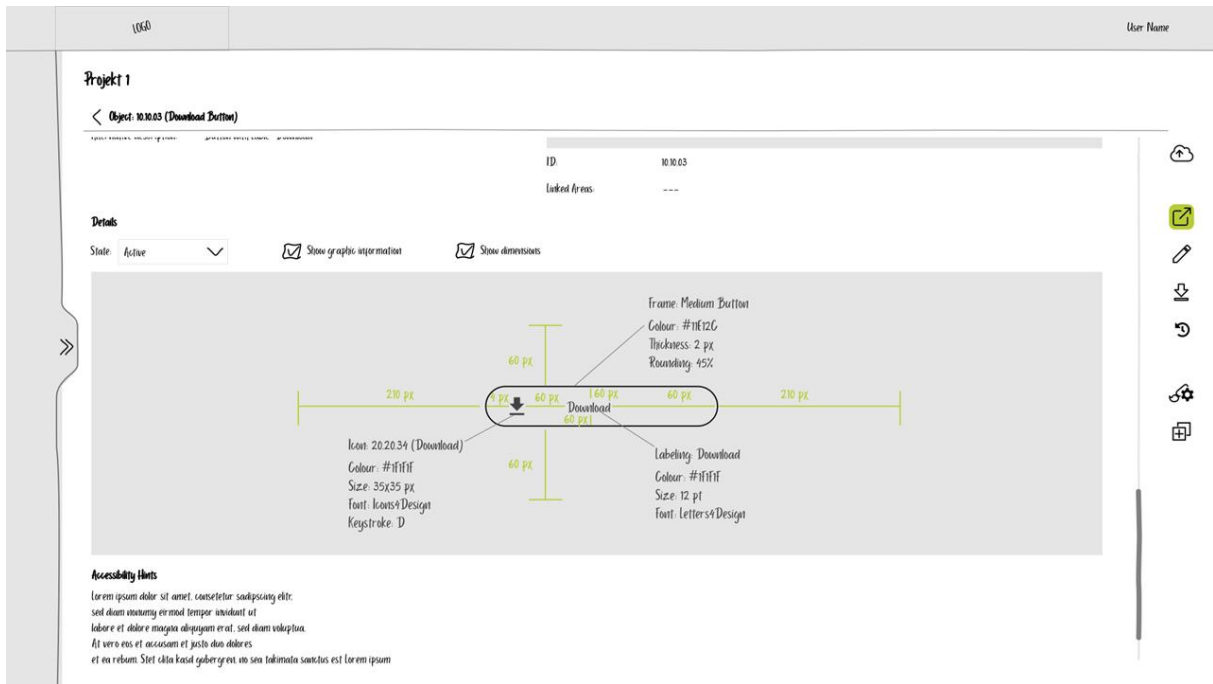 LOGO
User Name
Projekt 1
Object: 10.10.03 (Download Button)
ID: 10.10.03
Linked Areas: ---
Details
State: Active
Show graphic information
Show dimensions
Frame: Medium Button
Colour: #11E12C
Thickness: 2 px
Rounding: 45%
60 px
210 px
9 px
60 px
160 px
60 px
210 px
Download
60 px
Icon: 20.20.34 (Download)
Colour: #1F1F1F
Size: 35x35 px
Font: Icons4Design
Keystroke: D
60 px
Labeling: Download
Colour: #1F1F1F
Size: 12 pt
Font: Letters4Design
Accessibility Hints
Lorem ipsum dolor sit amet, consetetur sadipscing elitr,
sed diam nonumy eirmod tempor invidunt ut
labore et dolore magna aliquyam erat, sed diam voluptua.
At vero eos et accusam et justo duo dolores
et ea rebum. Stet clita kasd gubergren, no sea takimata sanctus est Lorem ipsum